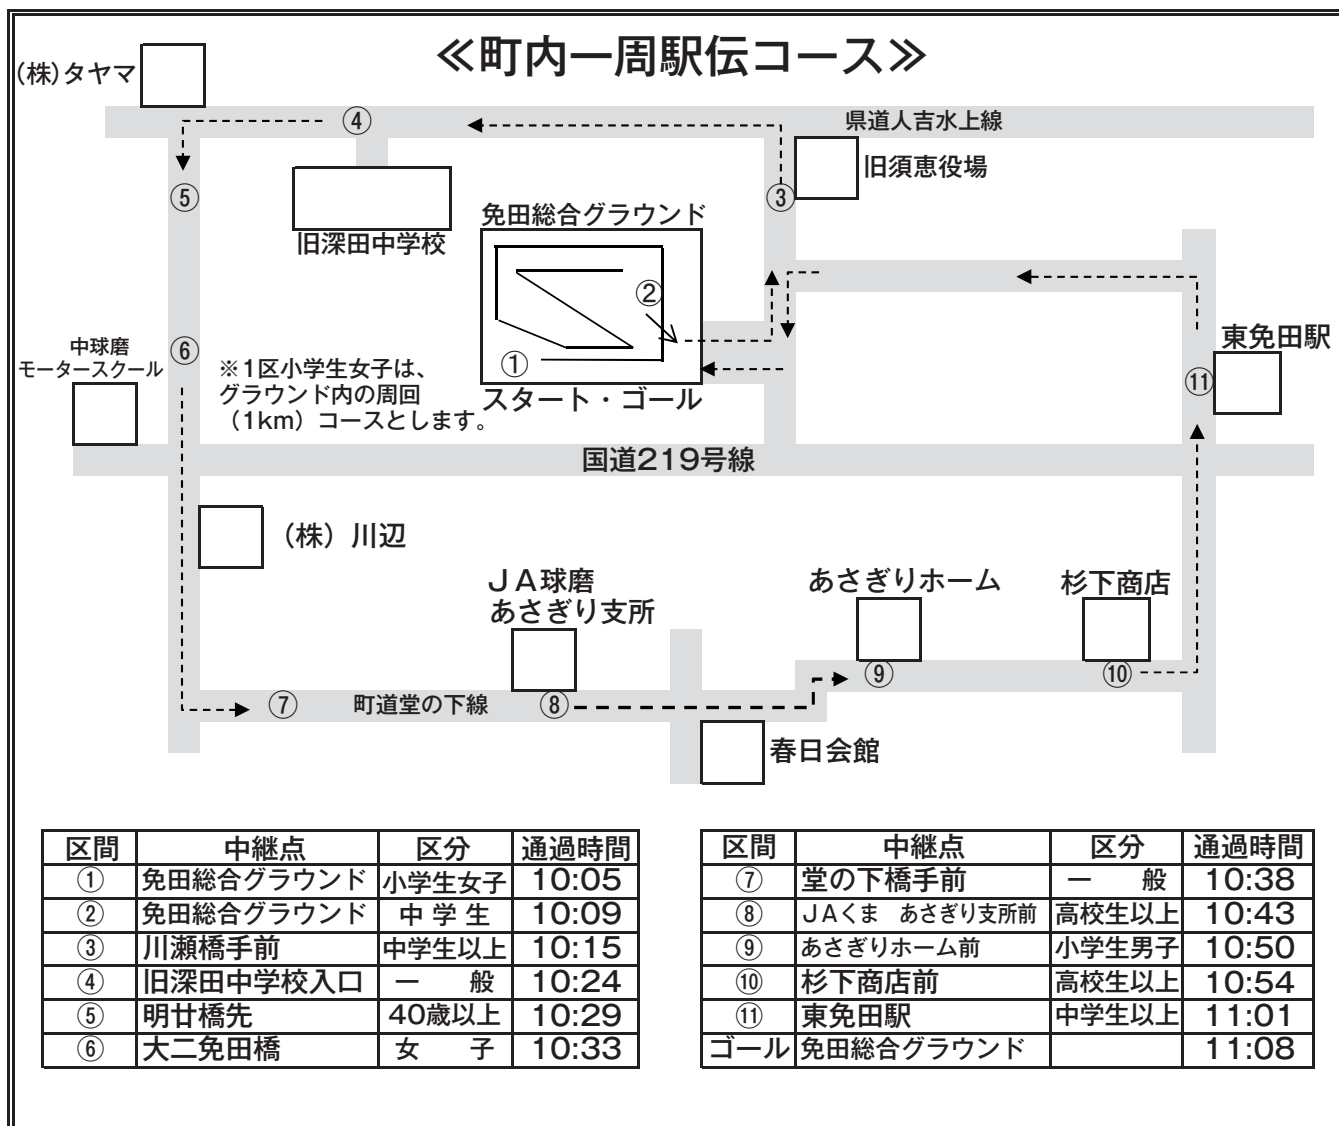 ≪町内一周駅伝コース≫
(株)タヤマ
④
県道人吉水上線
⑤
旧深田中学校
③
旧須恵役場
免田総合グラウンド
②
①
スタート・ゴール
中球磨
モータースクール
⑥
※1区小学生女子は、
グラウンド内の周回
（1km）コースとします。
東免田駅
⑪
国道219号線
（株）川辺
ＪＡ球磨
あさぎり支所
あさぎりホーム
杉下商店
⑦
町道堂の下線
⑧
⑨
⑩
春日会館
区間 中継点 区分 通過時間
① 免田総合グラウンド 小学生女子 10:05
② 免田総合グラウンド 中学生 10:09
③ 川瀬橋手前 中学生以上 10:15
④ 旧深田中学校入口 一　般 10:24
⑤ 明廿橋先 40歳以上 10:29
⑥ 大二免田橋 女　子 10:33
区間 中継点 区分 通過時間
⑦ 堂の下橋手前 一　般 10:38
⑧ ＪＡくま　あさぎり支所前 高校生以上 10:43
⑨ あさぎりホーム前 小学生男子 10:50
⑩ 杉下商店前 高校生以上 10:54
⑪ 東免田駅 中学生以上 11:01
ゴール 免田総合グラウンド 11:08